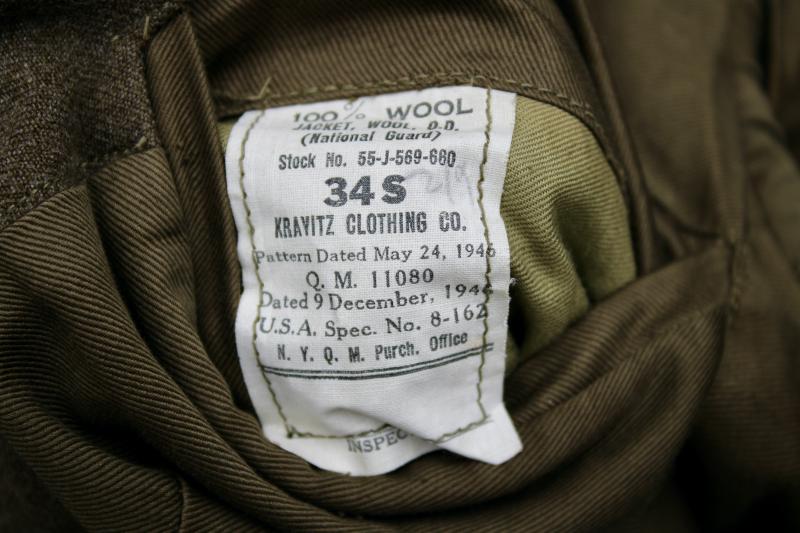 100% WOOL
JACKET, WOOL, O.D.
(National Guard)
Stock No. 55-J-569-660
34S
KRAVITZ CLOTHING CO.
Pattern Dated May 24, 1946
Q. M. 11080
Dated 9 December, 194
U.S.A. Spec. No. 8-162
N. Y. Q. M. Purch. Office
INSPEC